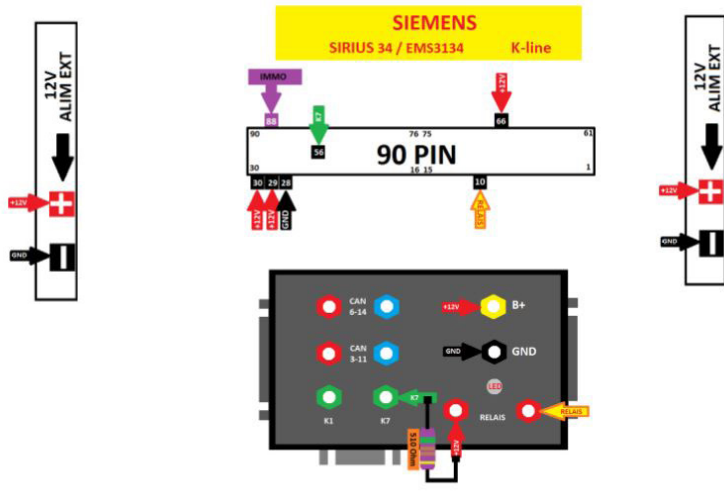 SIEMENS
SIRIUS 34 / EMS3134 K-line
12V
ALIM EXT
+12V
GND
IMMO
88
K7
56
+12V
66
90 76 75 61
90 PIN
30 16 15 1
30 29 28
10
+12V
+12V
GND
RELAIS
12V
ALIM EXT
+12V
GND
CAN
6-14
+12V
B+
CAN
3-11
GND
GND
LED
K7
K1 K7
RELAIS
RELAIS
510 Ohm
+12V